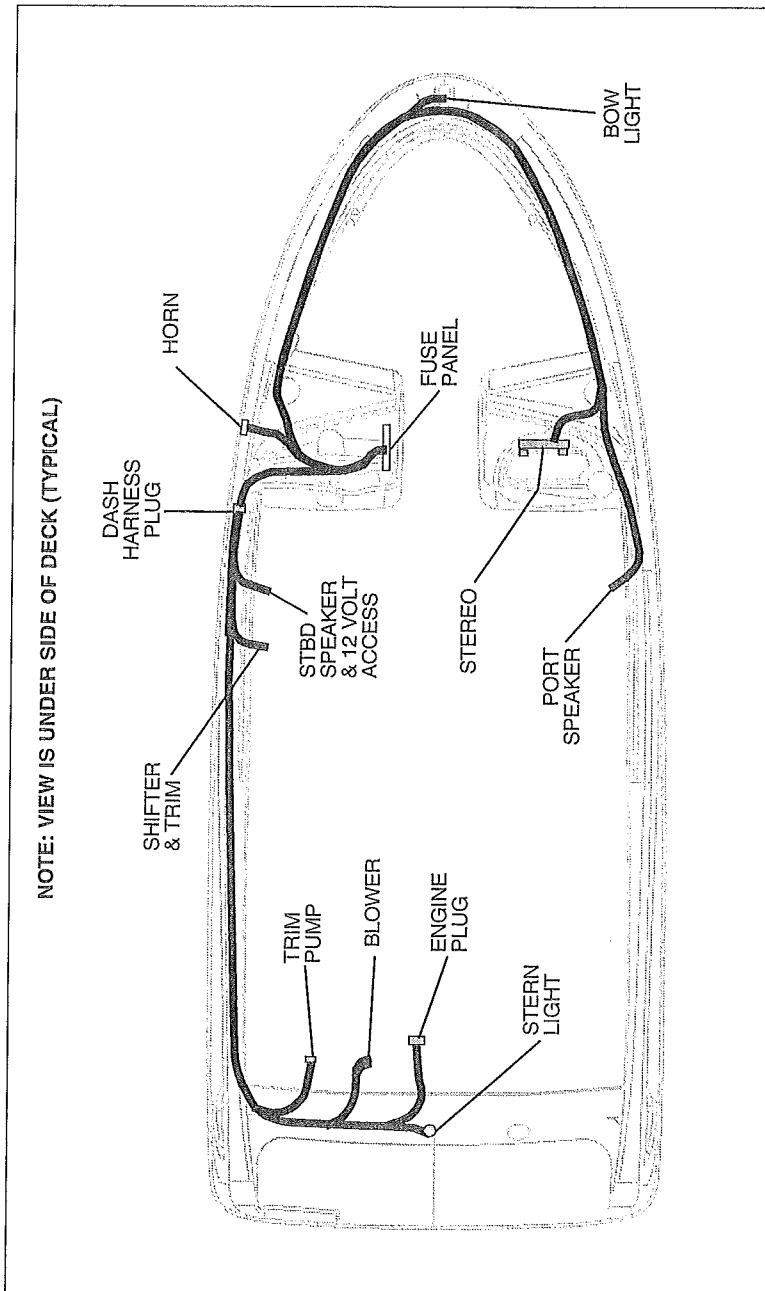 NOTE: VIEW IS UNDER SIDE OF DECK (TYPICAL)
HORN
DASH
HARNESS
PLUG
FUSE
PANEL
BOW
LIGHT
STBD
SPEAKER
& 12 VOLT
ACCESS
SHIFTER
& TRIM
STEREO
PORT
SPEAKER
TRIM
PUMP
BLOWER
ENGINE
PLUG
STERN
LIGHT